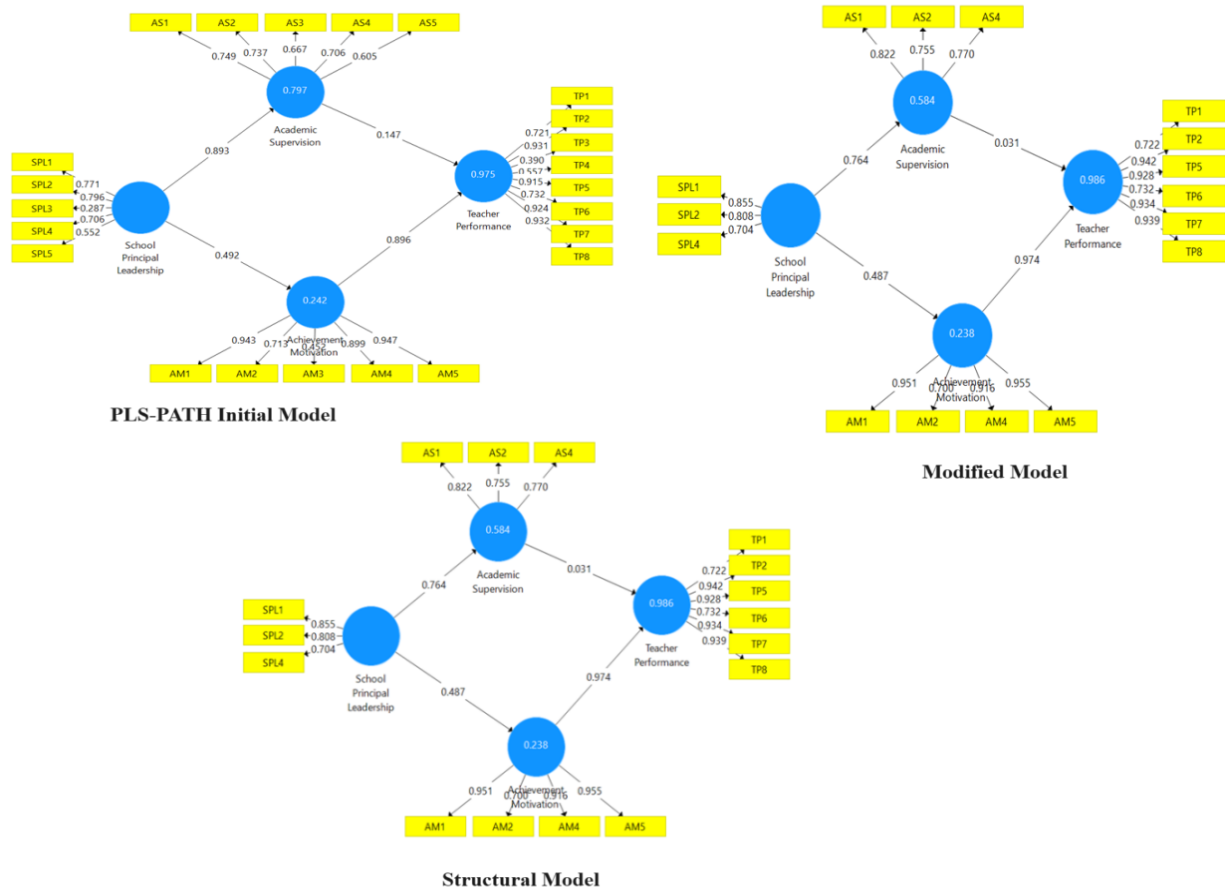 AS1 AS2 AS3 AS4 AS5
0.749 0.737 0.667 0.706 0.605
0.797
Academic
Supervision
0.893
0.147
SPL1
SPL2
SPL3
SPL4
SPL5
0.771
0.796
0.287
0.706
0.552
School
Principal
Leadership
0.492
0.896
TP1
TP2
TP3
TP4
TP5
TP6
TP7
TP8
0.721
0.931
0.390
0.557
0.915
0.732
0.924
0.932
0.975
Teacher
Performance
0.242
Achievement
Motivation
0.943 0.713 0.452 0.899 0.947
AM1 AM2 AM3 AM4 AM5
PLS-PATH Initial Model
AS1 AS2 AS4
0.822 0.755 0.770
0.584
Academic
Supervision
0.764
0.031
SPL1
SPL2
SPL4
0.855
0.808
0.704
School
Principal
Leadership
0.487
0.974
TP1
TP2
TP5
TP6
TP7
TP8
0.722
0.942
0.928
0.732
0.934
0.939
0.986
Teacher
Performance
0.238
Achievement
Motivation
0.951 0.700 0.916 0.955
AM1 AM2 AM4 AM5
Modified Model
AS1 AS2 AS4
0.822 0.755 0.770
0.584
Academic
Supervision
0.764
0.031
SPL1
SPL2
SPL4
0.855
0.808
0.704
School
Principal
Leadership
0.487
0.974
TP1
TP2
TP5
TP6
TP7
TP8
0.722
0.942
0.928
0.732
0.934
0.939
0.986
Teacher
Performance
0.238
Achievement
Motivation
0.951 0.700 0.916 0.955
AM1 AM2 AM4 AM5
Structural Model